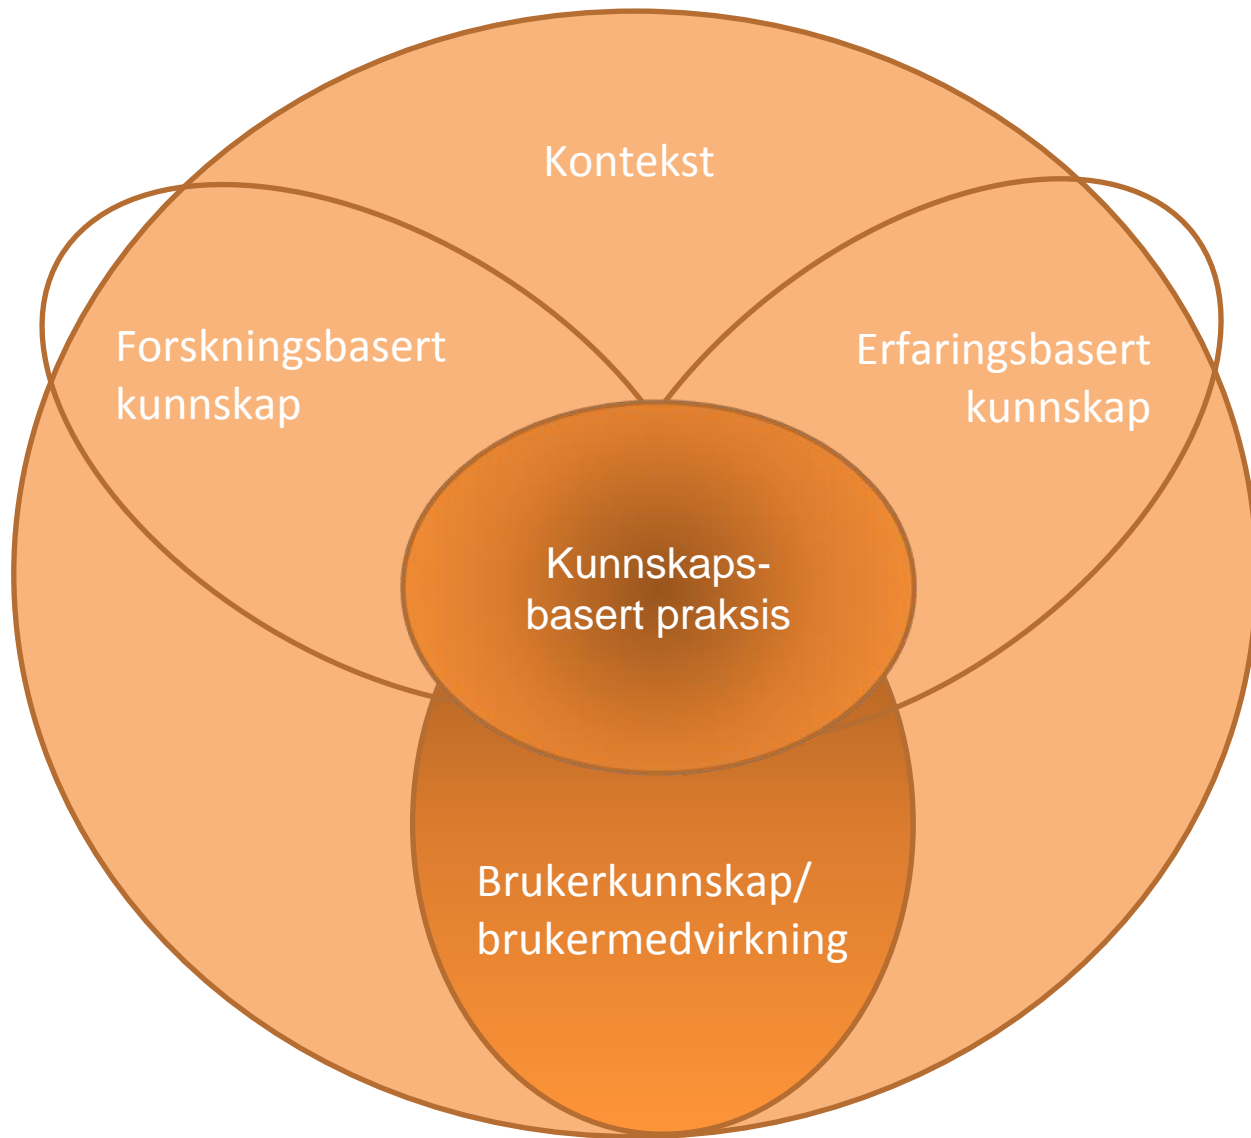 Kontekst
Forskningsbasert
kunnskap
Erfaringsbasert
kunnskap
Kunnskaps-
basert praksis
Brukerkunnskap/
brukermedvirkning